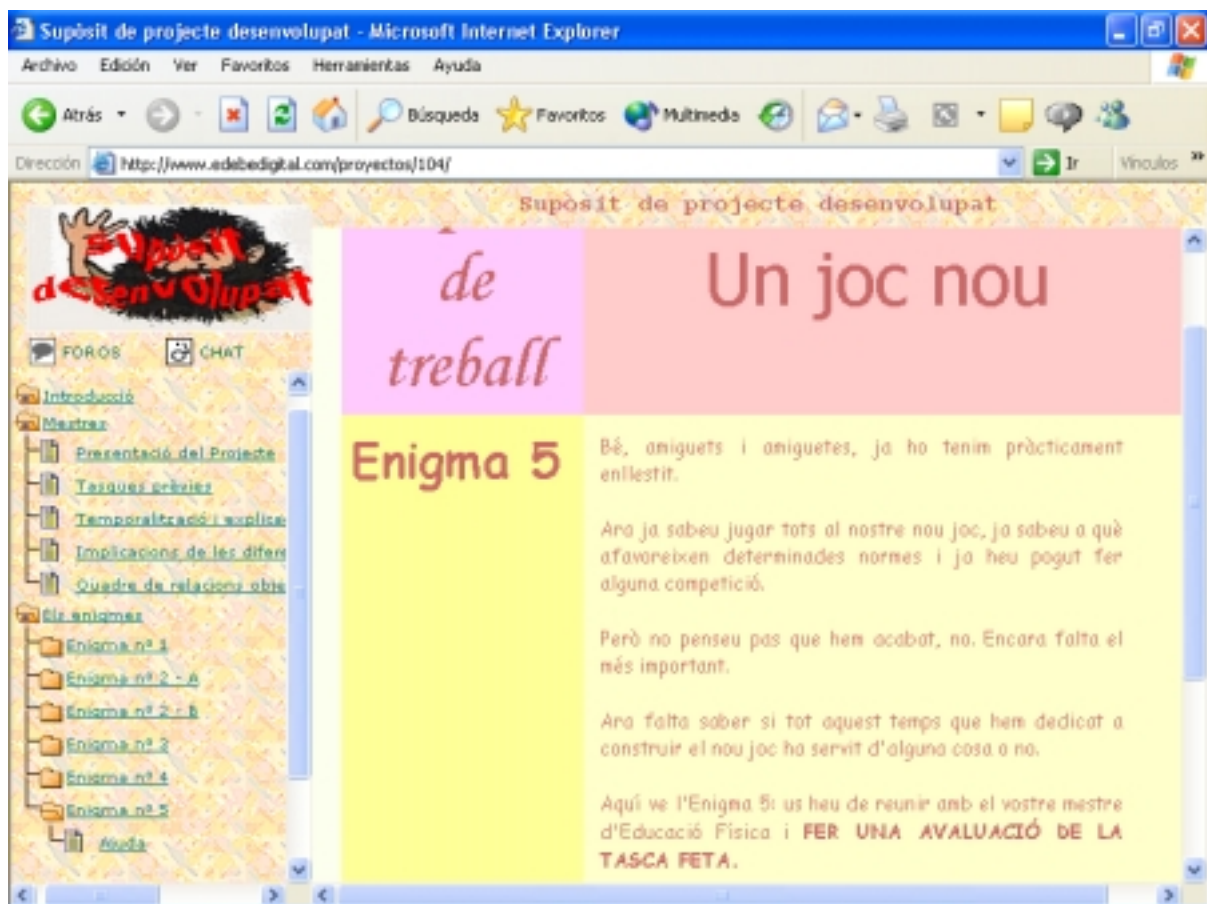 Supòsit de projecte desenvolupat - Microsoft Internet Explorer
Archivo Edición Ver Favoritos Herramientas Ayuda
Atrás Búsqueda Favoritos Multimedia
Dirección http://www.edebedigital.com/proyectos/104/ Ir Vínculos
Supòsit de projecte desenvolupat
Supòsit
desenvolupat
FOROS CHAT
Introducció
Mestres
Presentació del Projecte
Tasques prèvies
Temporalització i explica
Implicacions de les difere
Quadre de relacions obje
Els enigmes
Enigma nº 1
Enigma nº 2 - A
Enigma nº 2 - B
Enigma nº 3
Enigma nº 4
Enigma nº 5
Ajuda
de
treball
Un joc nou
Enigma 5
Bé, amiguets i amiguetes, ja ho tenim pràcticament
enllestit.
Ara ja sabeu jugar tots al nostre nou joc, ja sabeu a què
afavoreixen determinades normes i ja heu pogut fer
alguna competició.
Però no penseu pas que hem acabat, no. Encara falta el
més important.
Ara falta saber si tot aquest temps que hem dedicat a
construir el nou joc ha servit d'alguna cosa o no.
Aquí ve l'Enigma 5: us heu de reunir amb el vostre mestre
d'Educació Física i FER UNA AVALUACIÓ DE LA
TASCA FETA.